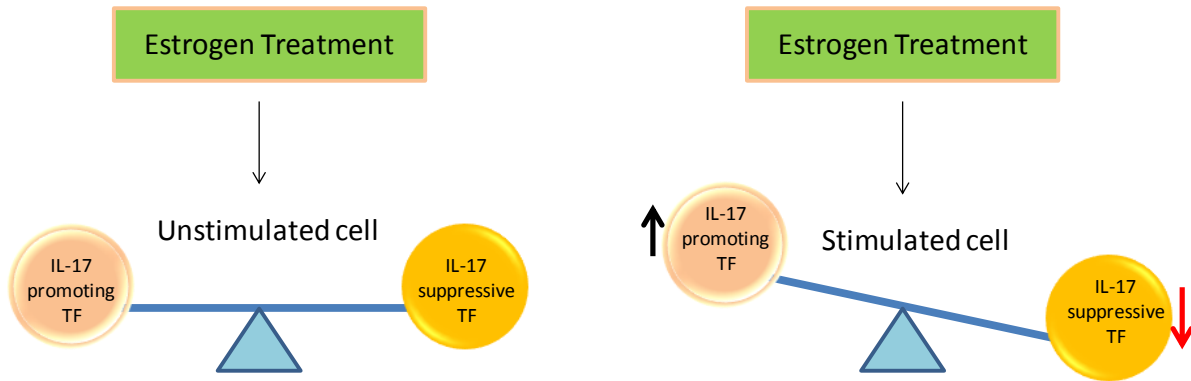 Estrogen Treatment
Unstimulated cell
IL-17
promoting
TF
IL-17
suppressive
TF
Estrogen Treatment
IL-17
promoting
TF
Stimulated cell
IL-17
suppressive
TF